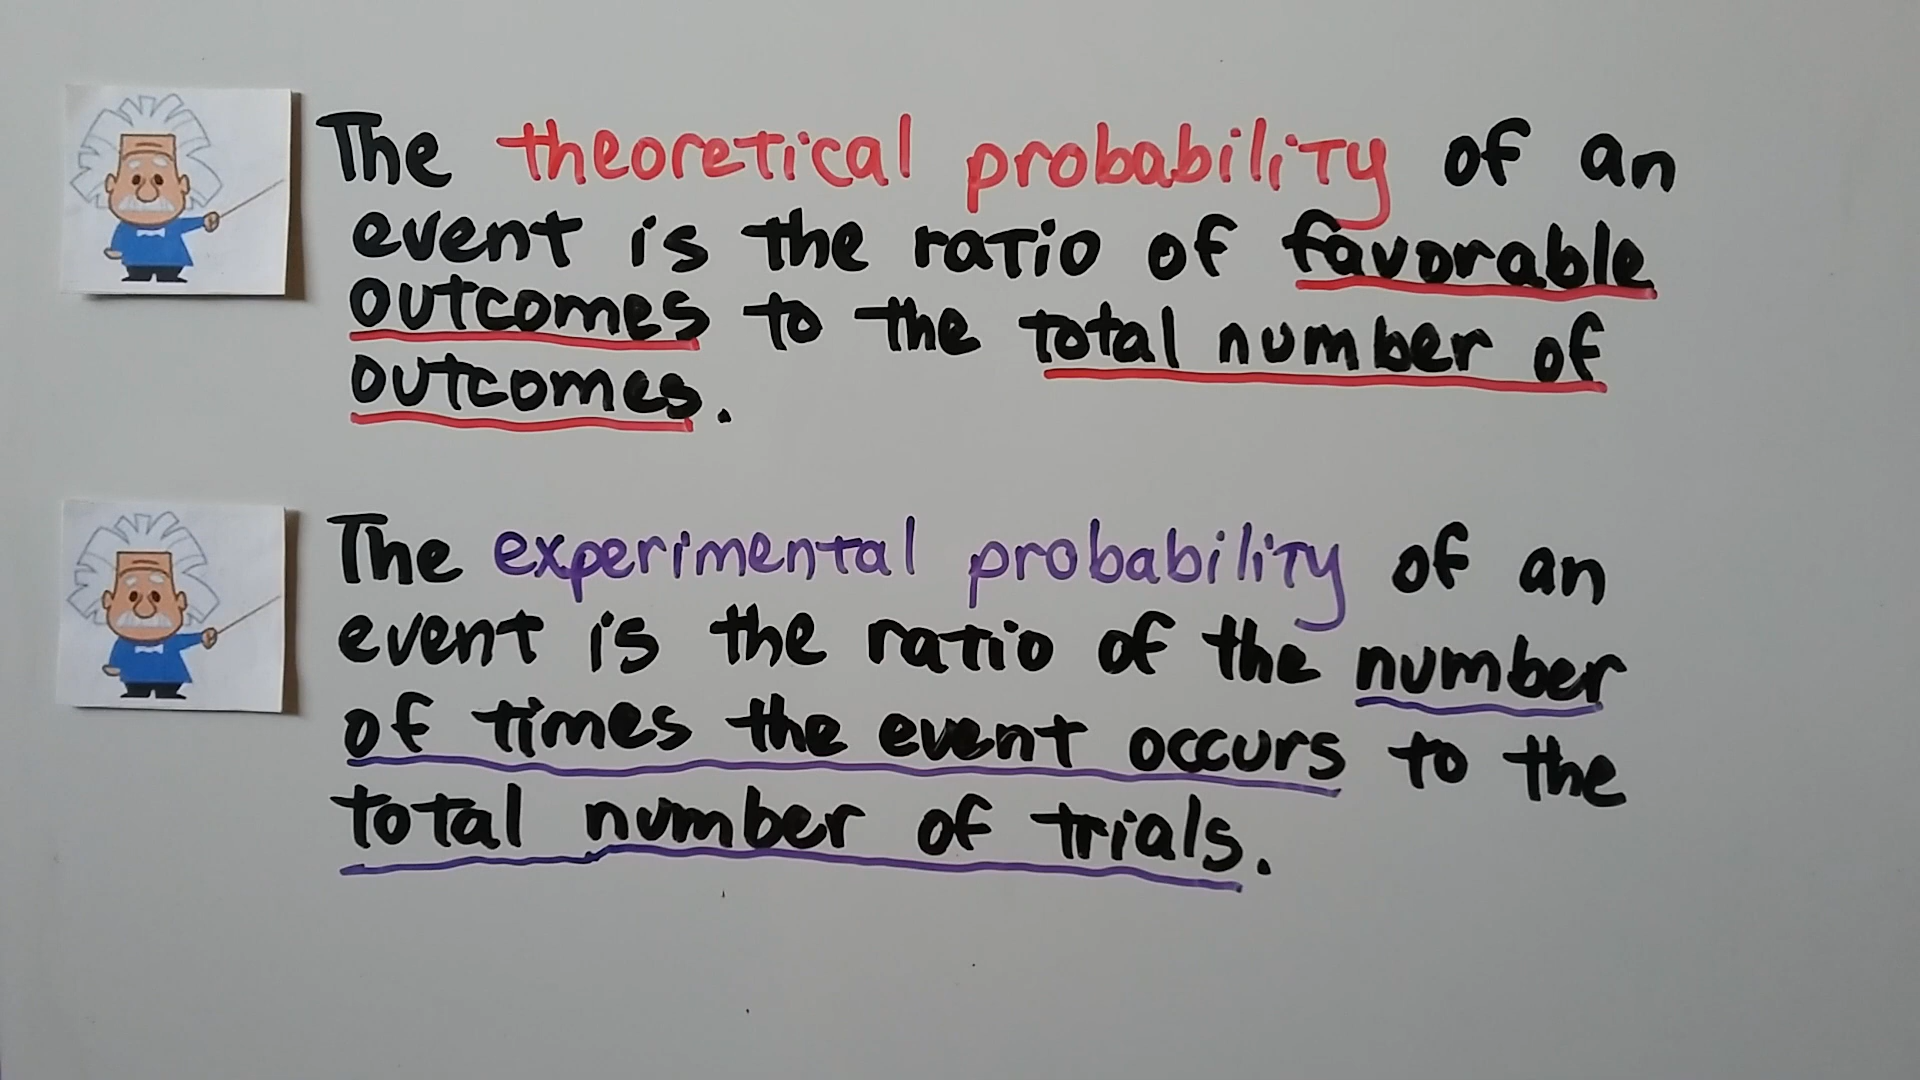 The theoretical probability of an
event is the ratio of favorable
outcomes to the total number of
outcomes.
The experimental probability of an
event is the ratio of the number
of times the event occurs to the
total number of trials.